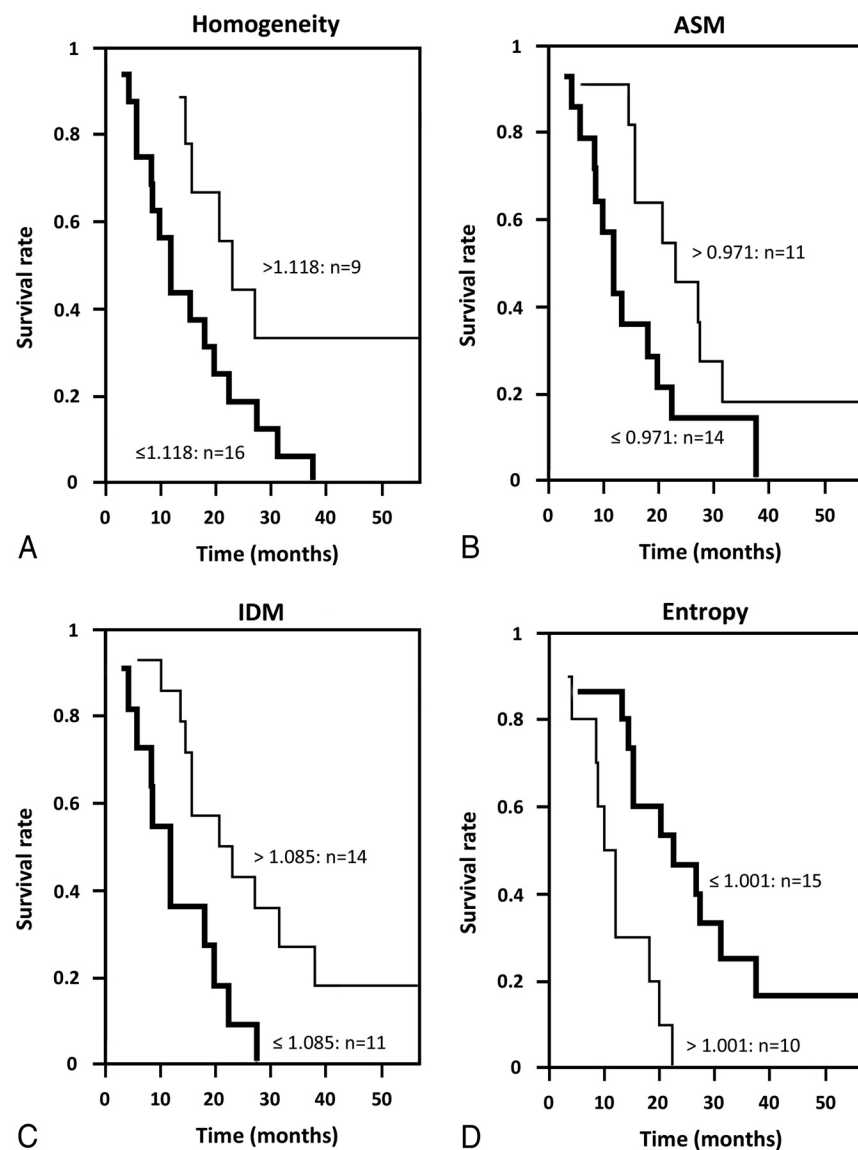 Homogeneity
1
0.8
0.6
0.4
0.2
0
Survival rate
>1.118: n=9
≤1.118: n=16
0 10 20 30 40 50
Time (months)
A
ASM
1
0.8
0.6
0.4
0.2
0
Survival rate
> 0.971: n=11
≤ 0.971: n=14
0 10 20 30 40 50
Time (months)
B
IDM
1
0.8
0.6
0.4
0.2
0
Survival rate
> 1.085: n=14
≤ 1.085: n=11
0 10 20 30 40 50
Time (months)
C
Entropy
1
0.8
0.6
0.4
0.2
0
Survival rate
≤ 1.001: n=15
> 1.001: n=10
0 10 20 30 40 50
Time (months)
D